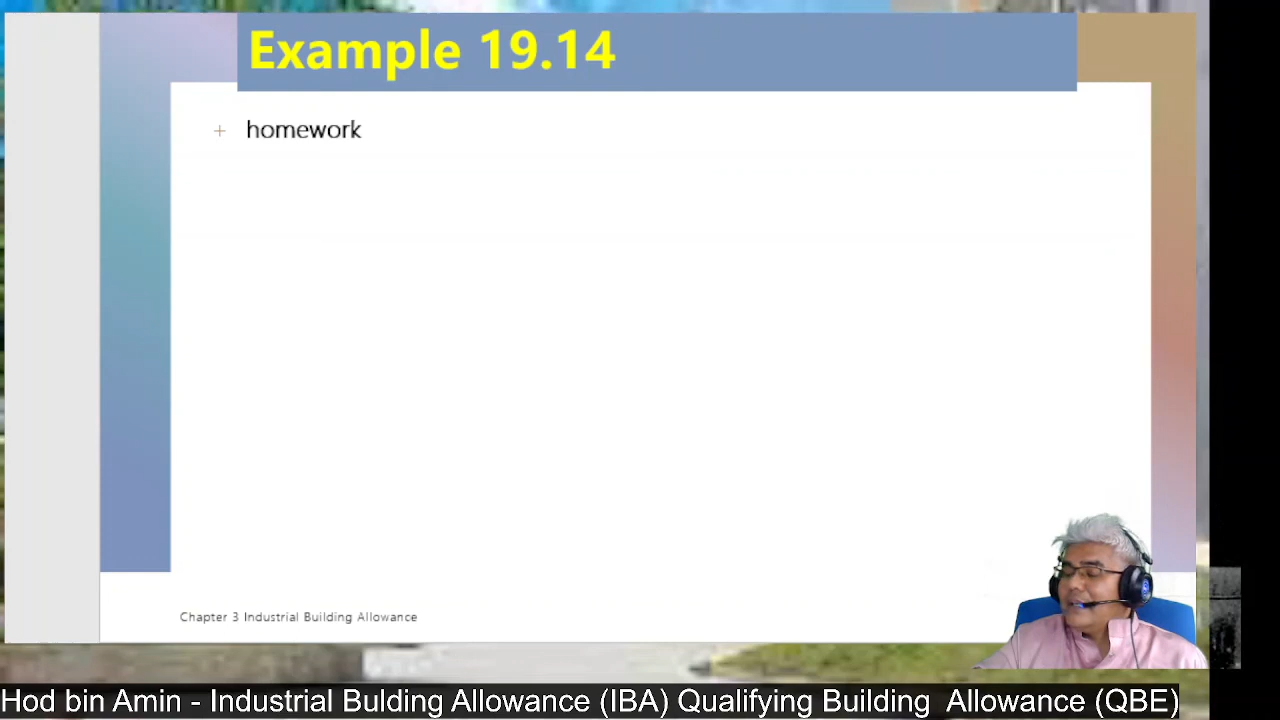 Example 19.14
+ homework
Chapter 3 Industrial Building Allowance
Hod bin Amin - Industrial Bulding Allowance (IBA) Qualifying Building Allowance (QBE)